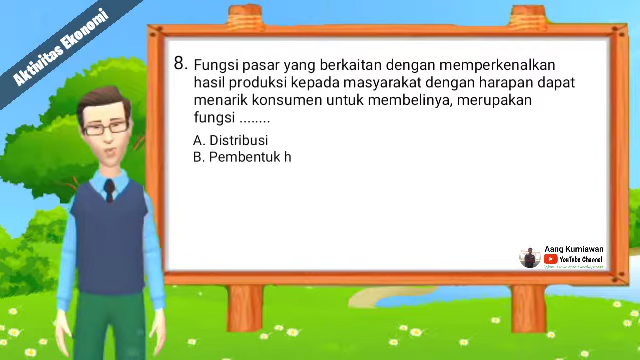 Aktivitas Ekonomi
8. Fungsi pasar yang berkaitan dengan memperkenalkan
hasil produksi kepada masyarakat dengan harapan dapat
menarik konsumen untuk membelinya, merupakan
fungsi ........
A. Distribusi
B. Pembentuk h
Aang Kurniawan
YouTube Channel